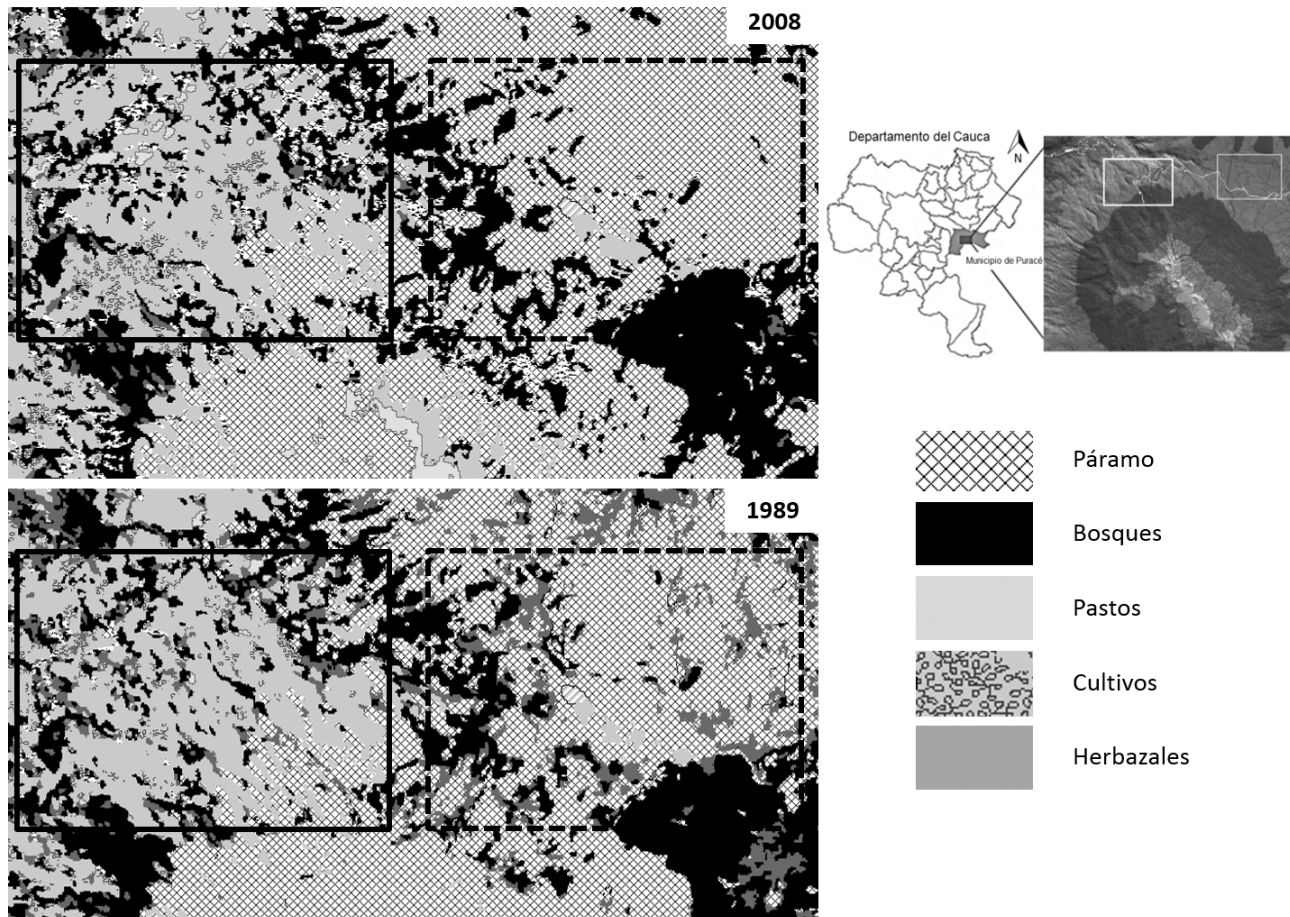 2008
Departamento del Cauca
N
Municipio de Puracé
Páramo
Bosques
1989
Pastos
Cultivos
Herbazales